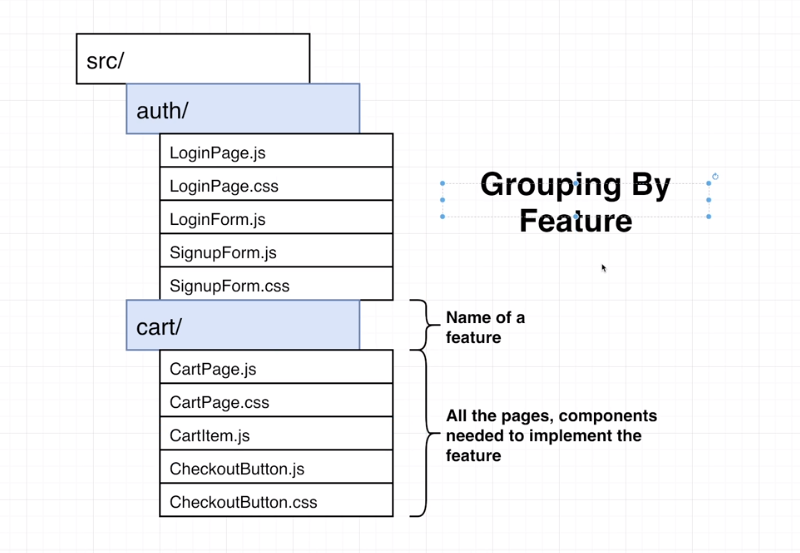 src/
auth/
LoginPage.js
LoginPage.css
LoginForm.js
SignupForm.js
SignupForm.css
cart/
CartPage.js
CartPage.css
CartItem.js
CheckoutButton.js
CheckoutButton.css
Grouping By
Feature
Name of a
feature
All the pages, components
needed to implement the
feature